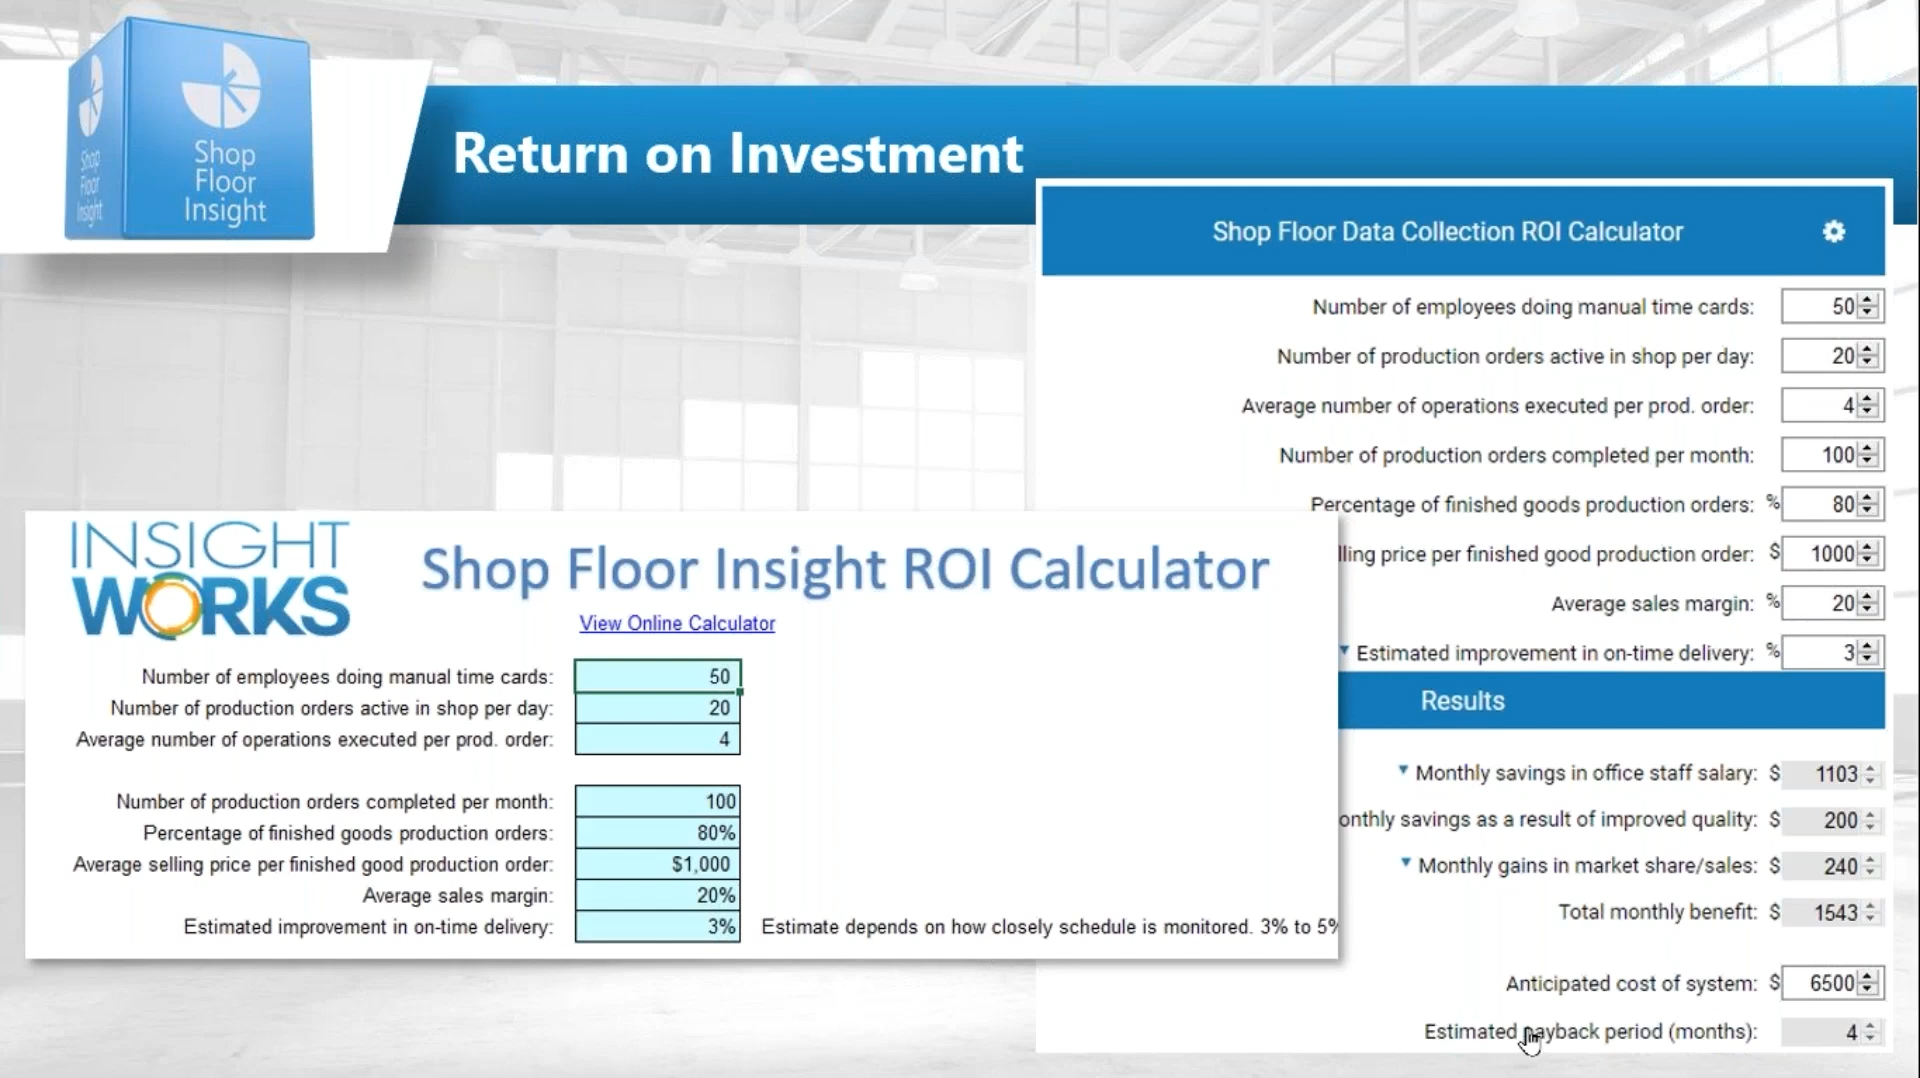 Shop
Floor
Insight
Shop
Floor
Insight
Return on Investment
Shop Floor Data Collection ROI Calculator
Number of employees doing manual time cards: 50
Number of production orders active in shop per day: 20
Average number of operations executed per prod. order: 4
Number of production orders completed per month: 100
Percentage of finished goods production orders: % 80
lling price per finished good production order: $ 1000
Average sales margin: % 20
Estimated improvement in on-time delivery: % 3
Results
Monthly savings in office staff salary: $ 1103
onthly savings as a result of improved quality: $ 200
Monthly gains in market share/sales: $ 240
Total monthly benefit: $ 1543
Anticipated cost of system: $ 6500
Estimated payback period (months): 4
INSIGHT
WORKS
Shop Floor Insight ROI Calculator
View Online Calculator
Number of employees doing manual time cards: 50
Number of production orders active in shop per day: 20
Average number of operations executed per prod. order: 4
Number of production orders completed per month: 100
Percentage of finished goods production orders: 80%
Average selling price per finished good production order: $1,000
Average sales margin: 20%
Estimated improvement in on-time delivery: 3% Estimate depends on how closely schedule is monitored. 3% to 5%